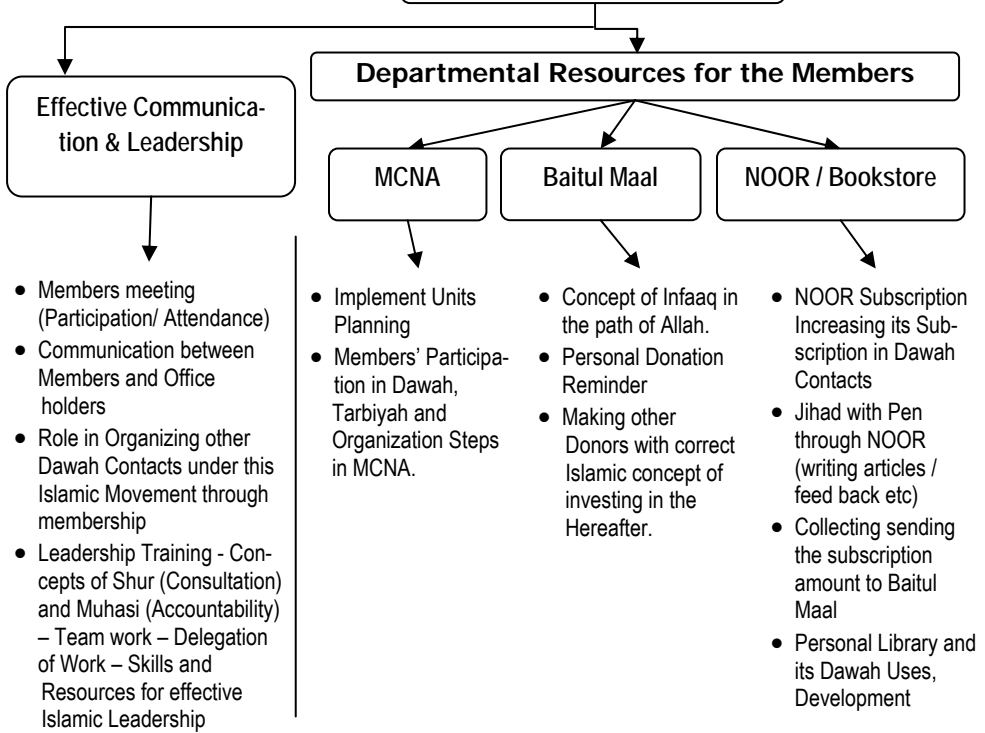 Departmental Resources for the Members
Effective Communica-
tion & Leadership
MCNA
Baitul Maal
NOOR / Bookstore
• Members meeting
(Participation/ Attendance)
• Communication between
Members and Office
holders
• Role in Organizing other
Dawah Contacts under this
Islamic Movement through
membership
• Leadership Training - Con-
cepts of Shur (Consultation)
and Muhasi (Accountability)
– Team work – Delegation
of Work – Skills and
Resources for effective
Islamic Leadership
• Implement Units
Planning
• Members’ Participa-
tion in Dawah,
Tarbiyah and
Organization Steps
in MCNA.
• Concept of Infaaq in
the path of Allah.
• Personal Donation
Reminder
• Making other
Donors with correct
Islamic concept of
investing in the
Hereafter.
• NOOR Subscription
Increasing its Sub-
scription in Dawah
Contacts
• Jihad with Pen
through NOOR
(writing articles /
feed back etc)
• Collecting sending
the subscription
amount to Baitul
Maal
• Personal Library and
its Dawah Uses,
Development